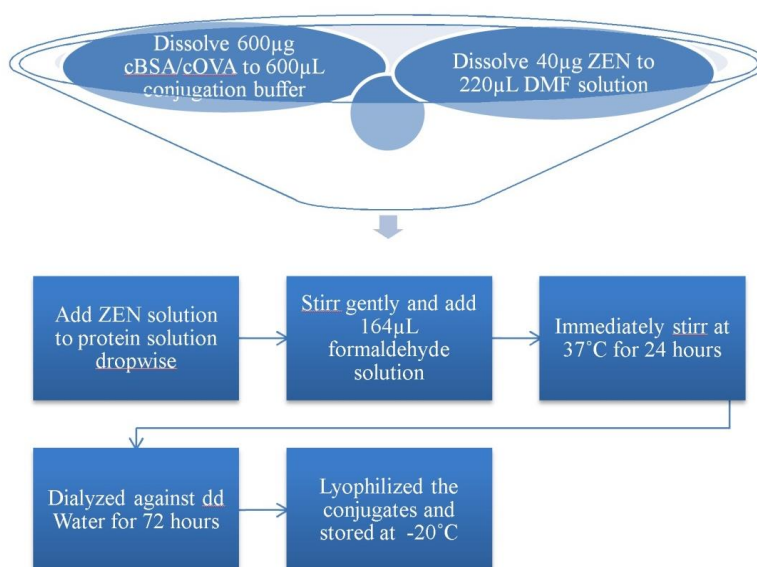 Dissolve 600µg
cBSA/cOVA to 600µL
conjugation buffer
Dissolve 40µg ZEN to
220µL DMF solution
Add ZEN solution
to protein solution
dropwise
Stirr gently and add
164µL
formaldehyde
solution
Immediately stirr at
37˚C for 24 hours
Dialyzed against dd
Water for 72 hours
Lyophilized the
conjugates and
stored at -20˚C